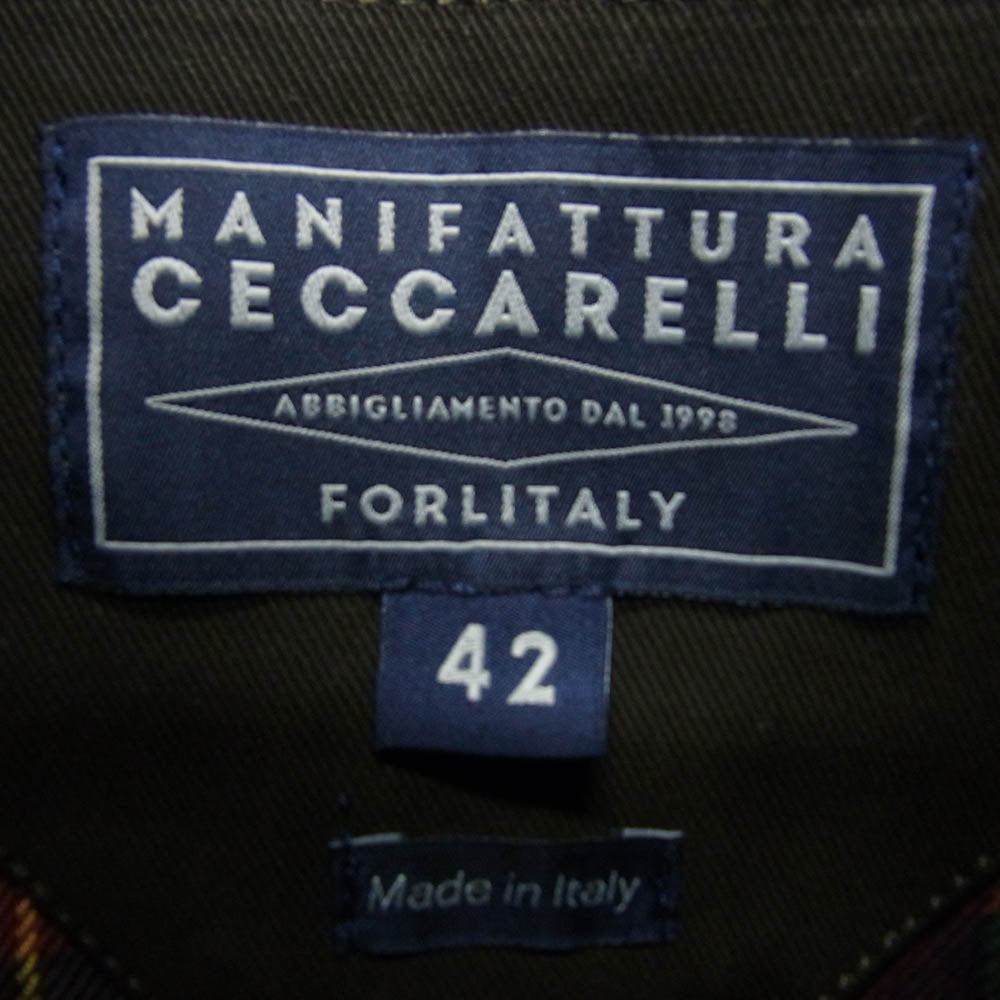 MANIFATTURA
CECCARELLI
ABBIGLIAMENTO DAL 1998
FORLITALY
42
Made in Italy